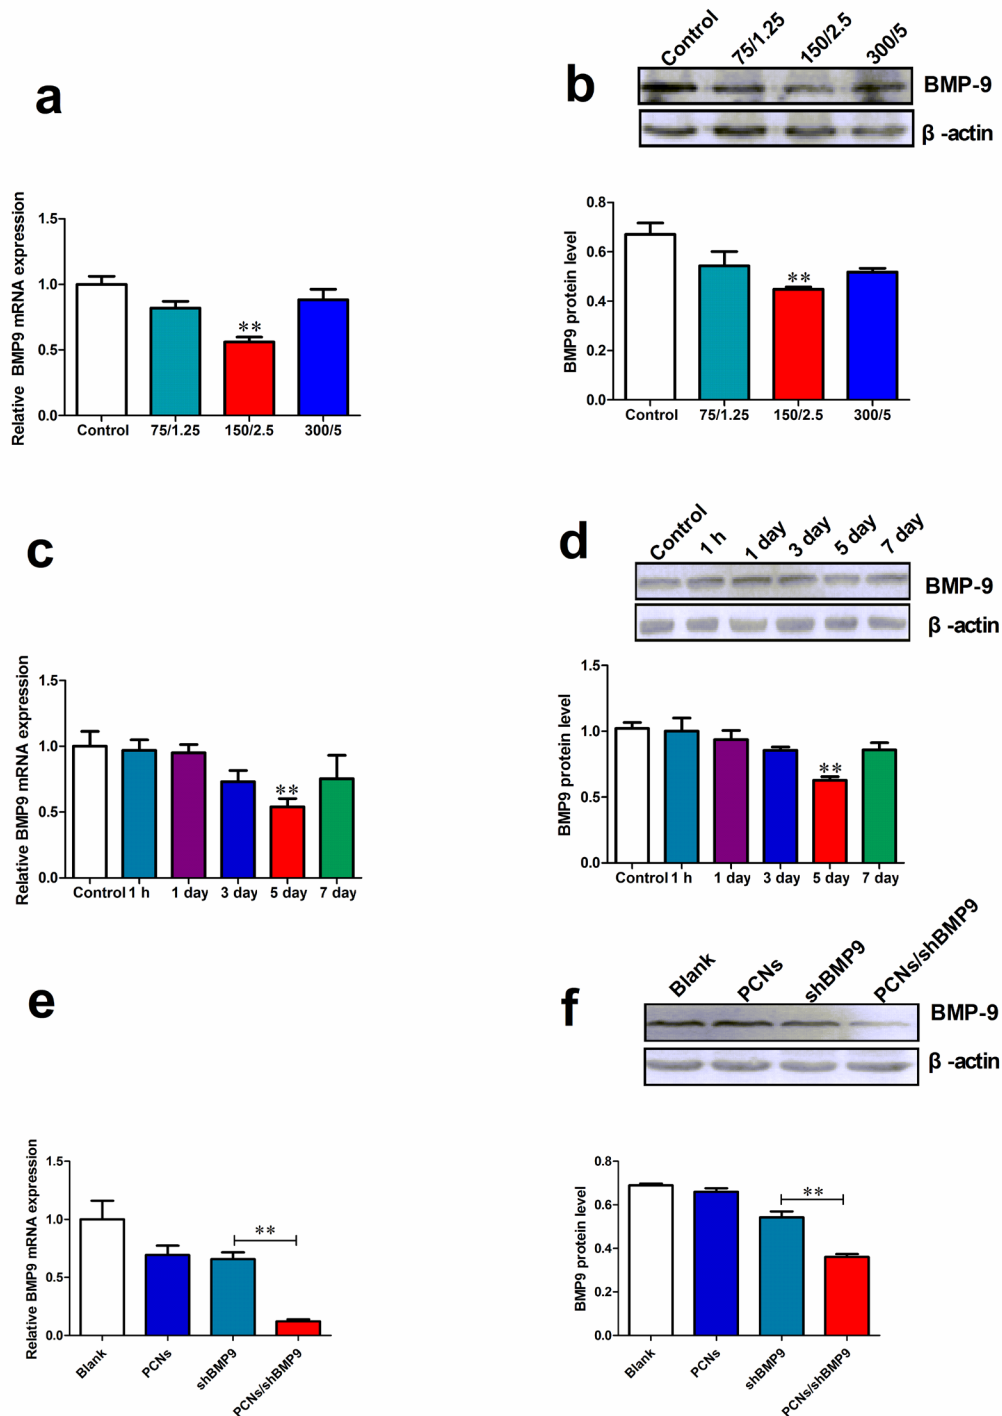 a
Relative BMP9 mRNA expression
1.5
1.0
0.5
0.0
**
Control 75/1.25 150/2.5 300/5
b
Control 75/1.25 150/2.5 300/5
BMP-9
β -actin
BMP9 protein level
0.8
0.6
0.4
0.2
0.0
**
Control 75/1.25 150/2.5 300/5
c
Relative BMP9 mRNA expression
1.5
1.0
0.5
0.0
**
Control 1 h 1 day 3 day 5 day 7 day
d
Control 1 h 1 day 3 day 5 day 7 day
BMP-9
β -actin
BMP9 protein level
1.5
1.0
0.5
0.0
**
Control 1 h 1 day 3 day 5 day 7 day
e
Relative BMP9 mRNA expression
1.5
1.0
0.5
0.0
**
Blank PCNs shBMP9 PCNs/shBMP9
f
Blank PCNs shBMP9 PCNs/shBMP9
BMP-9
β -actin
BMP9 protein level
0.8
0.6
0.4
0.2
0.0
**
Blank PCNs shBMP9 PCNs/shBMP9